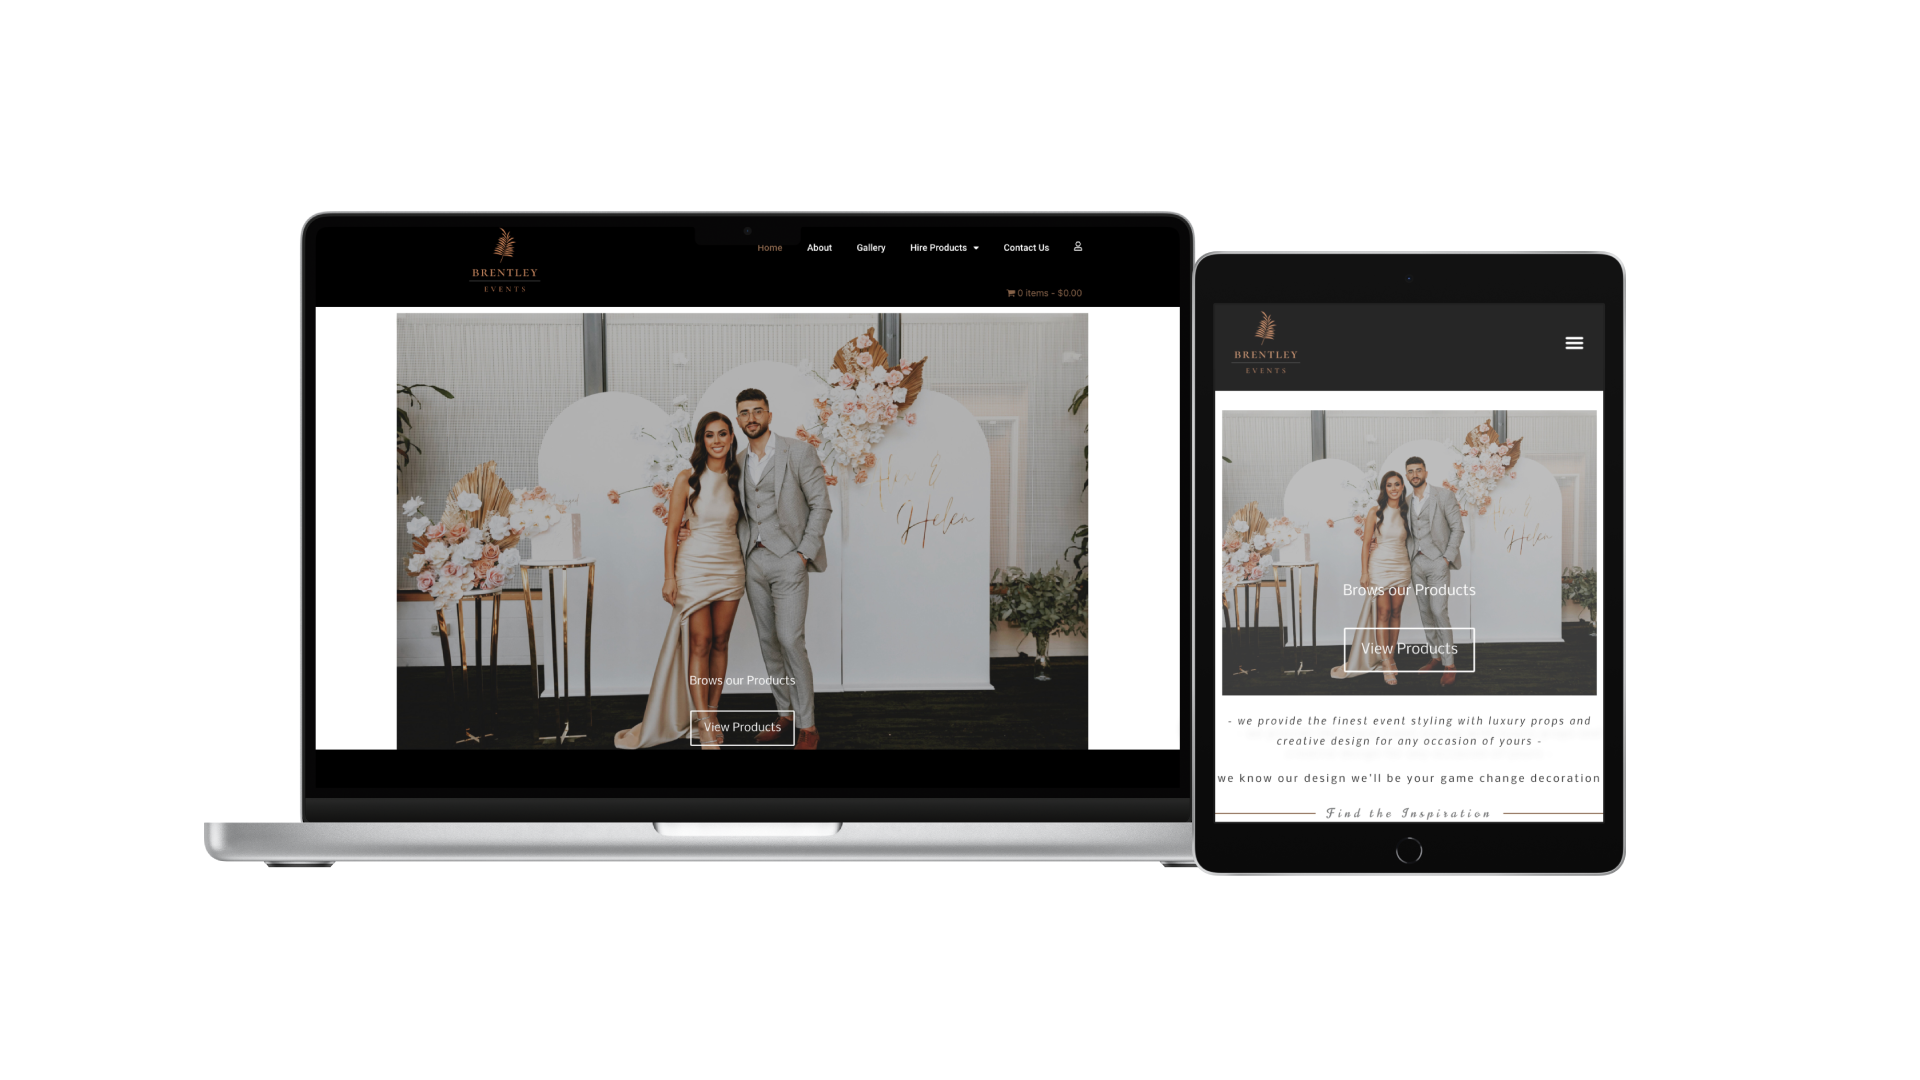 BRENTLEY
EVENTS
Home About Gallery Hire Products Contact Us
0 items - $0.00
Helen
Brows our Products
View Products
BRENTLEY
EVENTS
Helen
Brows our Products
View Products
- we provide the finest event styling with luxury props and
creative design for any occasion of yours -
we know our design we'll be your game change decoration
Find the Inspiration